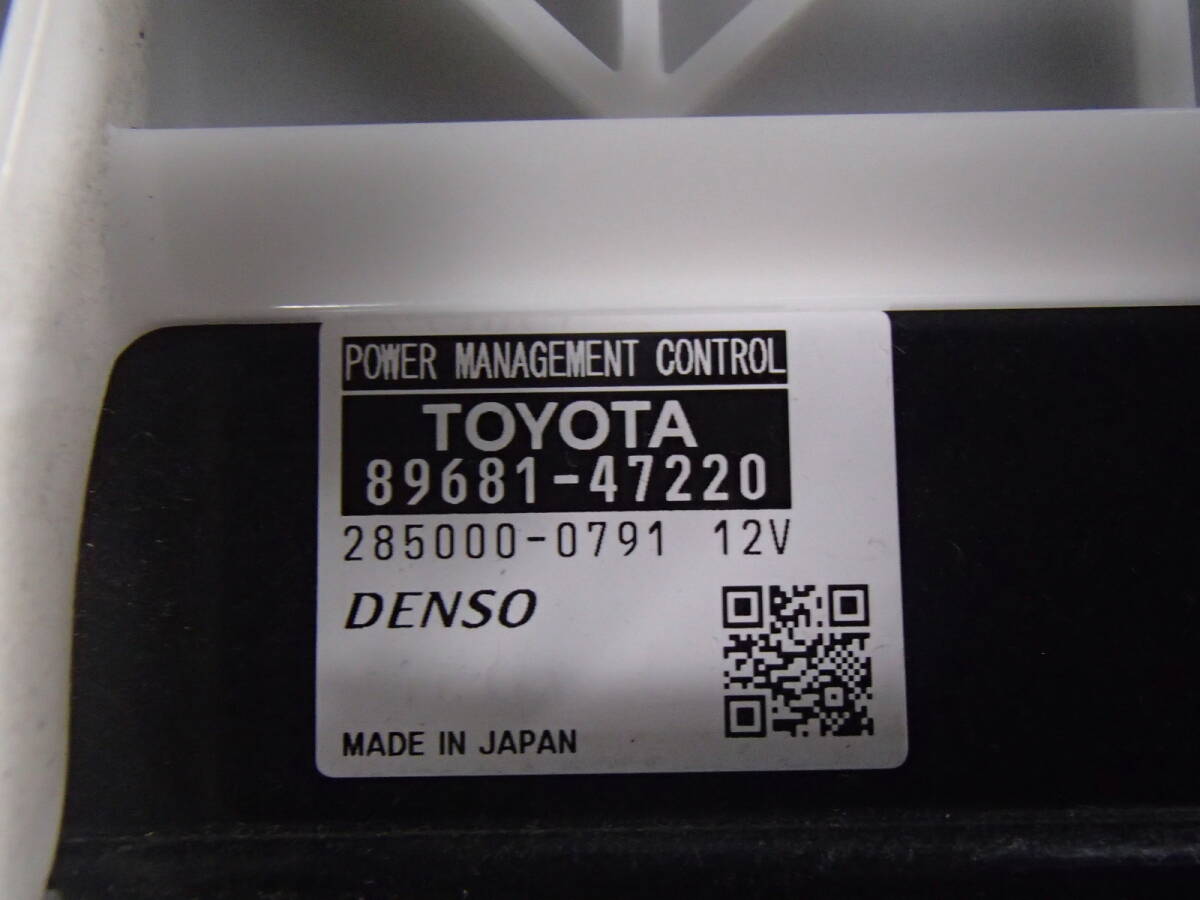 POWER MANAGEMENT CONTROL
TOYOTA
89681-47220
285000-0791 12V
DENSO
MADE IN JAPAN